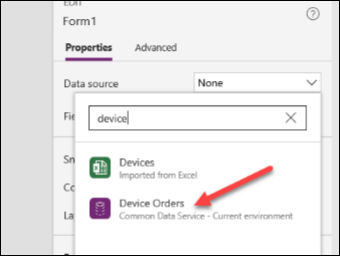 EDIT
Form1
Properties Advanced
Data source None
Fie
device
Devices
Imported from Excel
Sn
Device Orders
Co
Common Data Service - Current environment
La